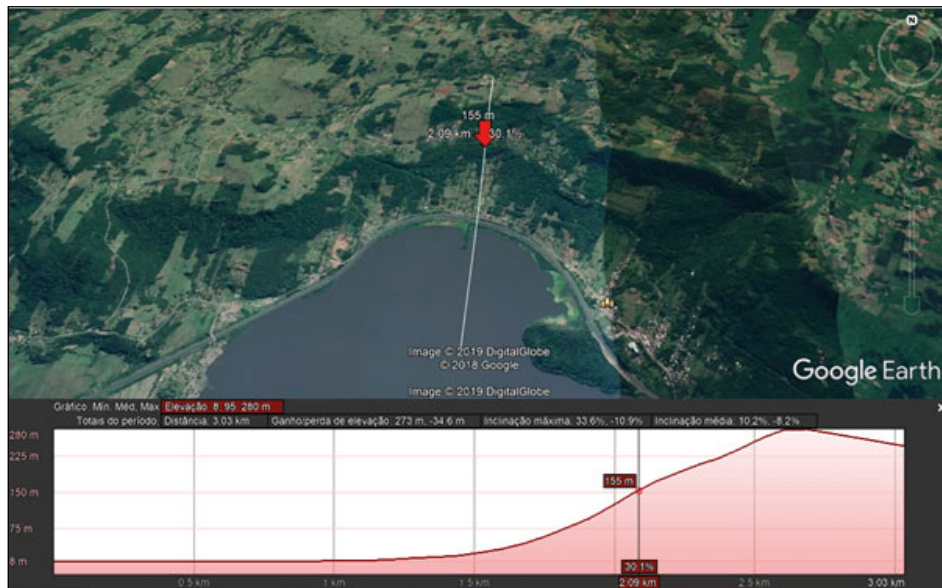 N
155 m
2.09 km 30.1%
Image © 2019 DigitalGlobe
© 2018 Google
Image © 2019 DigitalGlobe
Google Earth
Gráfico: Mín, Méd, Máx Elevação: 8, 95, 280 m
Totais do período: Distância: 3.03 km Ganho/perda de elevação: 273 m, -34.6 m Inclinação máxima: 33.6%, -10.9% Inclinação média: 10.2%, -8.2%
280 m
225 m
150 m
75 m
8 m
155 m
30.1%
0.5 km 1 km 1.5 km 2.09 km 2.5 km 3.03 km